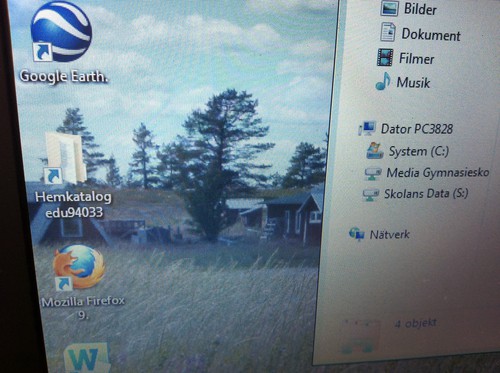 Google Earth.
Hemkatalog
edu94033
Mozilla Firefox
9.
W
Bilder
Dokument
Filmer
Musik
Dator PC3828
System (C:)
Media Gymnasiesko
Skolans Data (S:)
Nätverk
4 objekt